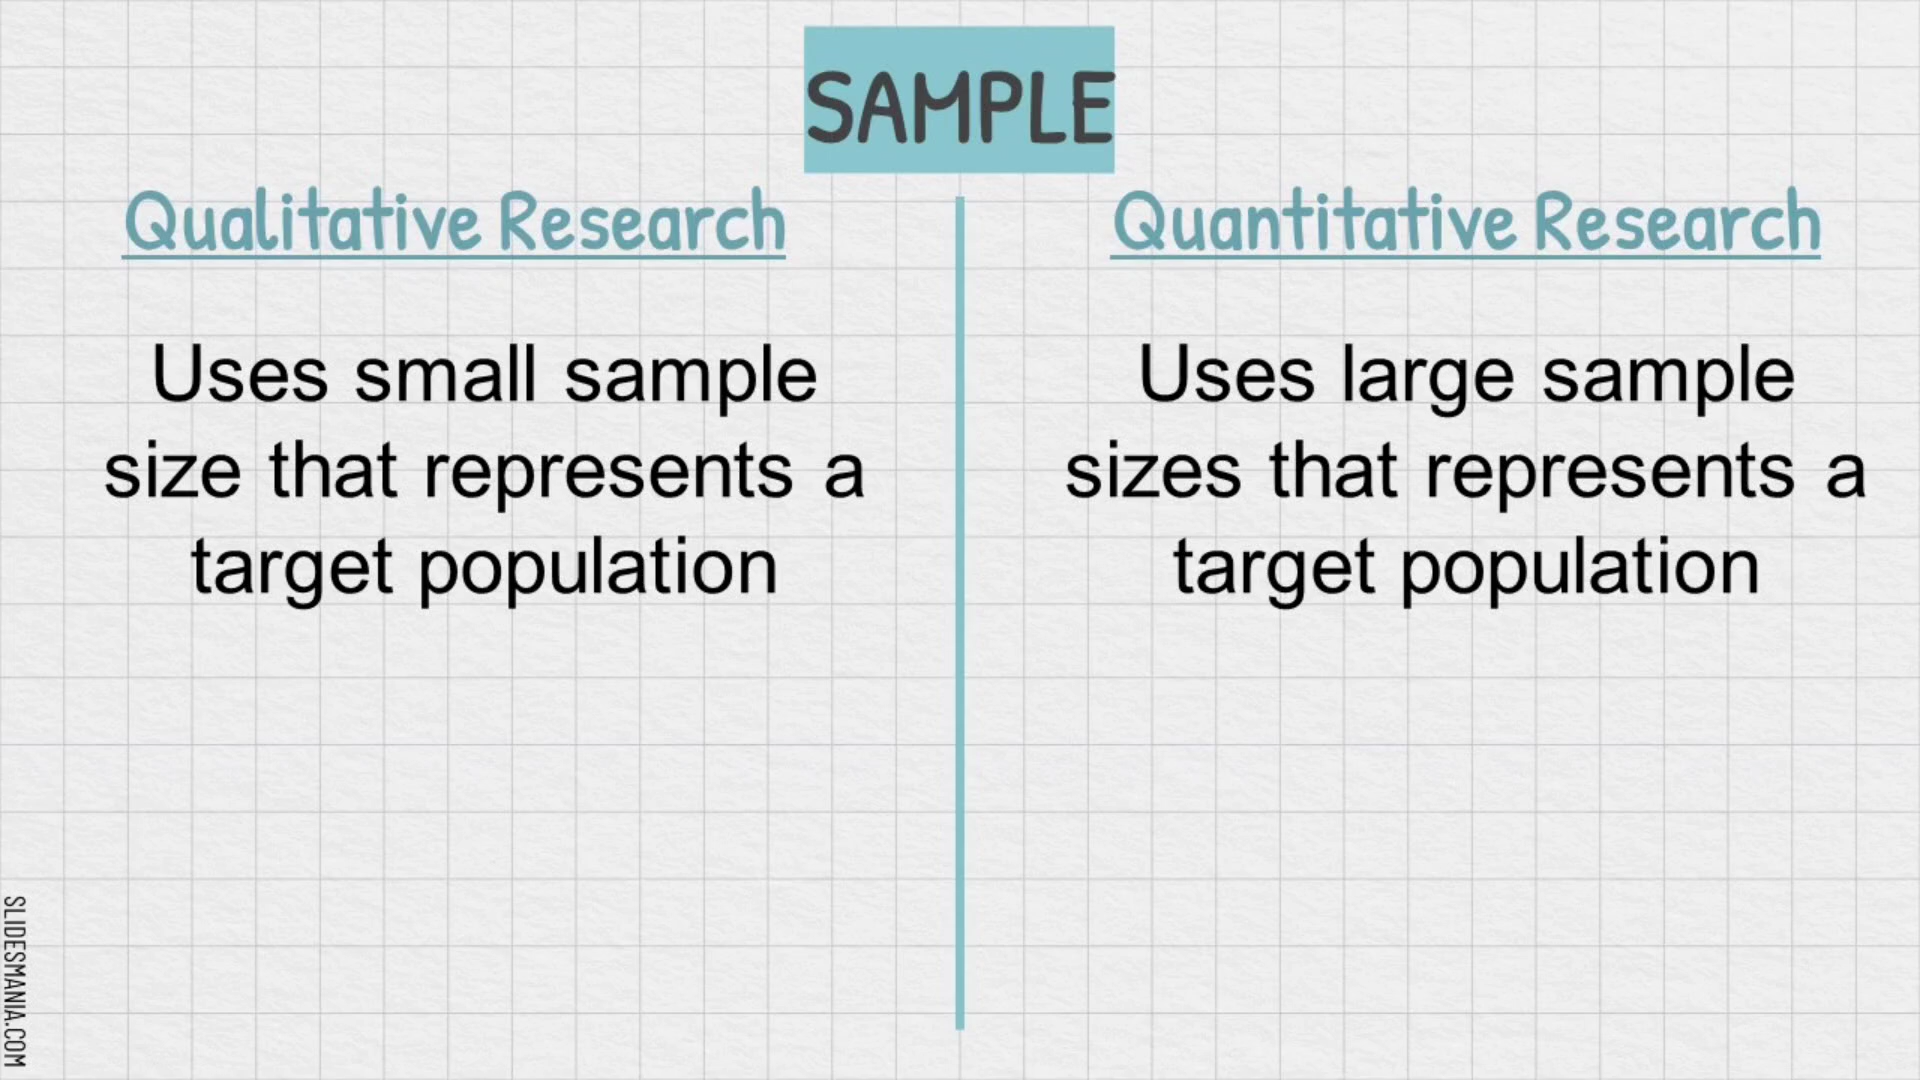 SAMPLE
Qualitative Research
Uses small sample
size that represents a
target population
Quantitative Research
Uses large sample
sizes that represents a
target population
SLIDESMANIA.COM